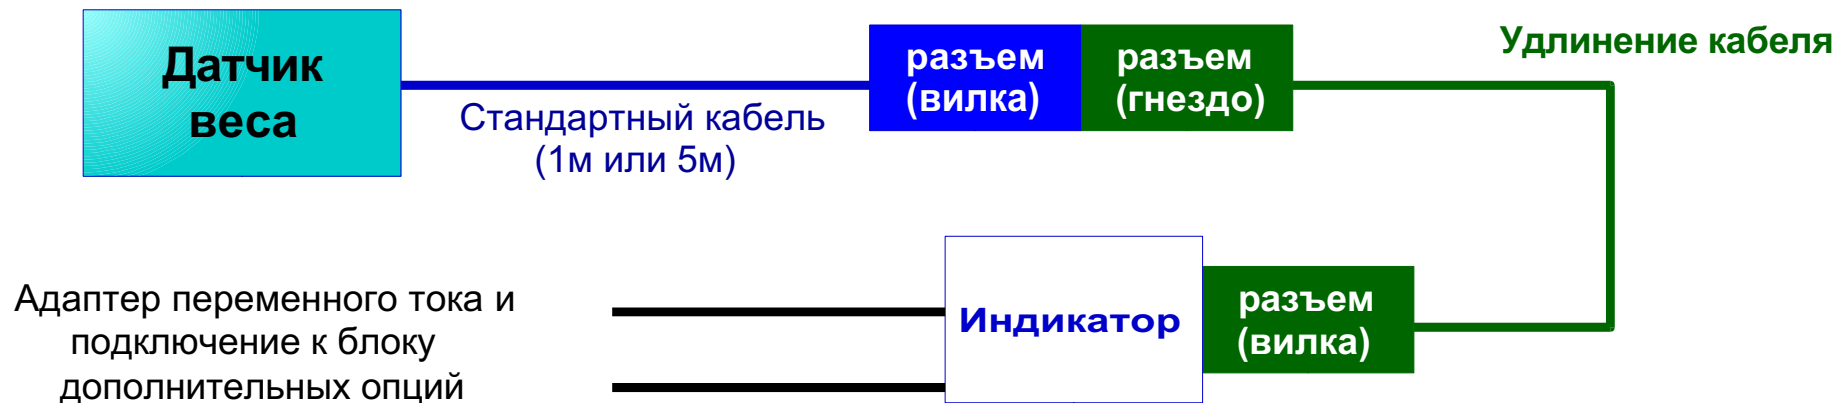 Датчик
веса
Стандартный кабель
(1м или 5м)
разъем
(вилка)
разъем
(гнездо)
Удлинение кабеля
Адаптер переменного тока и
подключение к блоку
дополнительных опций
Индикатор
разъем
(вилка)